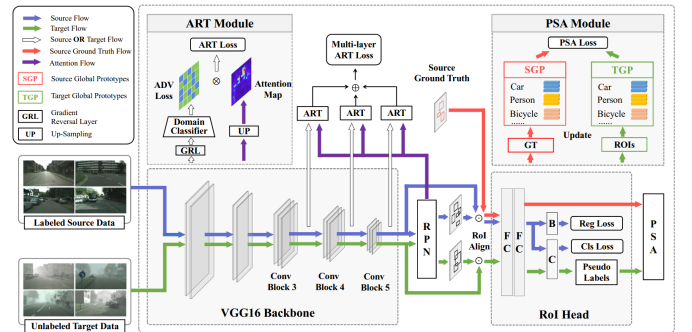 Source Flow
Target Flow
Source OR Target Flow
Source Ground Truth Flow
Attention Flow
SGP Source Global Prototypes
TGP Target Global Prototypes
GRL Gradient Reversal Layer
UP Up-Sampling
ART Module
ART Loss
ADV Loss
Attention Map
Domain Classifier
UP
GRL
Multi-layer ART Loss
ART
ART
ART
Source Ground Truth
PSA Module
PSA Loss
SGP
TGP
Car
Person
Bicycle
......
Car
Person
Bicycle
......
Update
GT
ROIs
Labeled Source Data
Unlabeled Target Data
Conv Block 3
Conv Block 4
Conv Block 5
VGG16 Backbone
RPN
RoI Align
FC
FC
B
Reg Loss
C
Cls Loss
Pseudo Labels
PSA
RoI Head